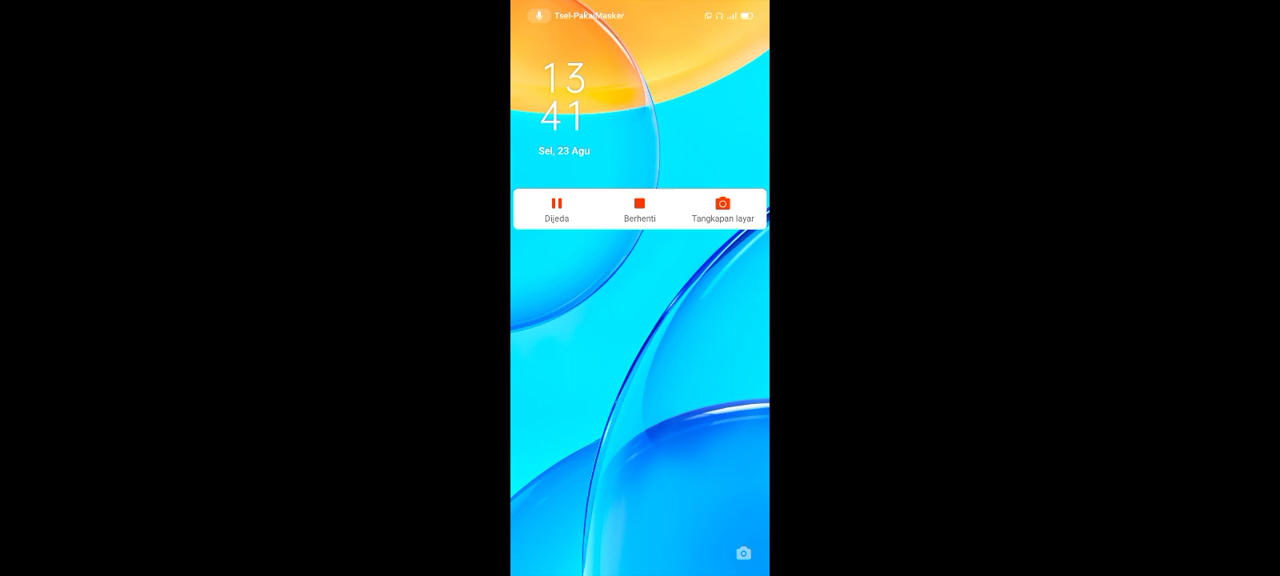 Tsel-PakaiMasker
13
41
Sel, 23 Agu
Dijeda Berhenti Tangkapan layar